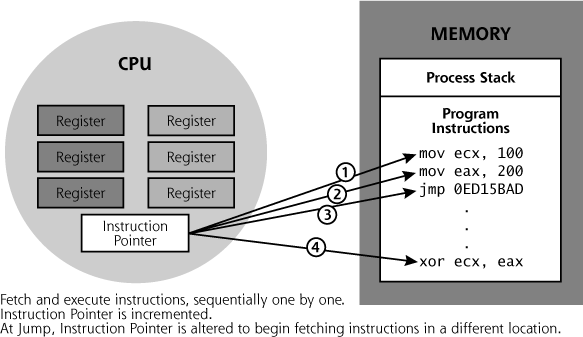 CPU
Register Register
Register Register
Register Register
Instruction
Pointer
1
2
3
4
MEMORY
Process Stack
Program
Instructions
mov ecx, 100
mov eax, 200
jmp 0ED15BAD
.
.
.
xor ecx, eax
Fetch and execute instructions, sequentially one by one.
Instruction Pointer is incremented.
At Jump, Instruction Pointer is altered to begin fetching instructions in a different location.